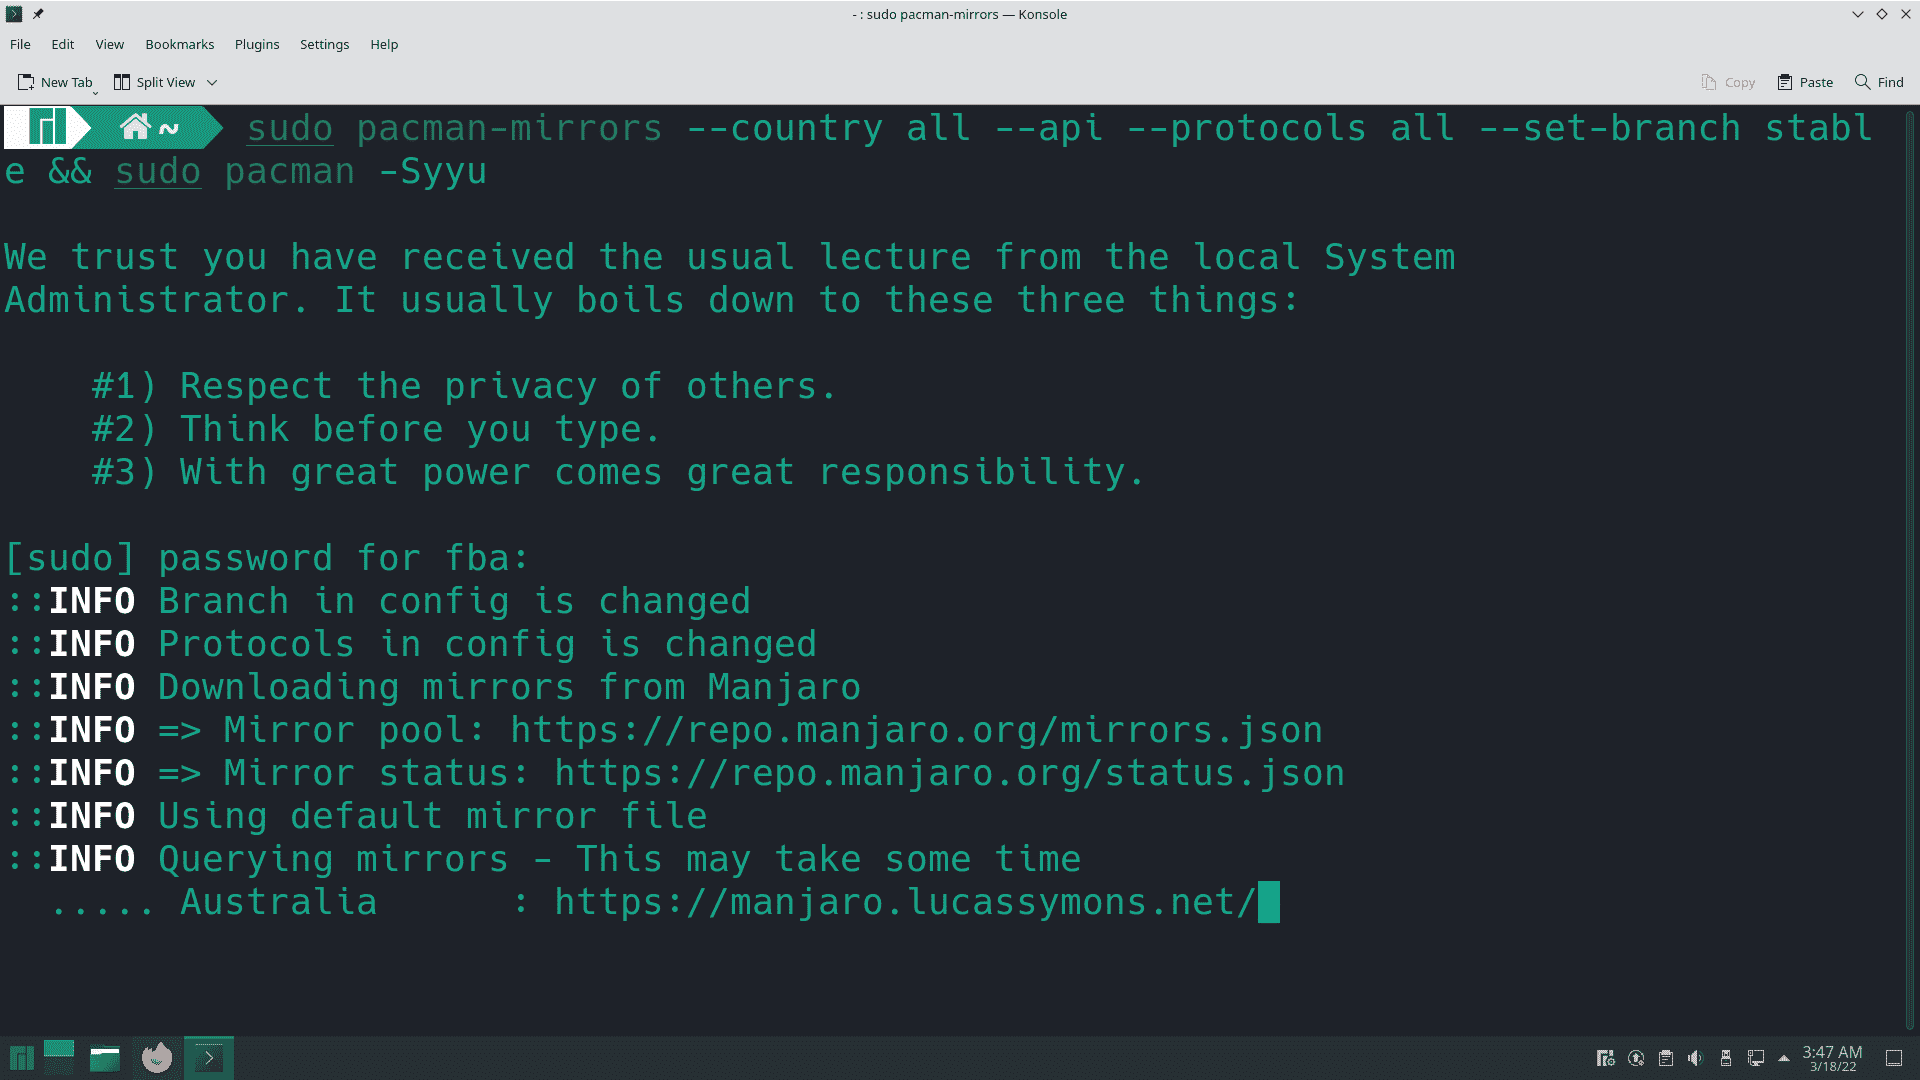 - : sudo pacman-mirrors — Konsole
File Edit View Bookmarks Plugins Settings Help
New Tab Split View Copy Paste Find
~ sudo pacman-mirrors --country all --api --protocols all --set-branch stabl
e && sudo pacman -Syyu
We trust you have received the usual lecture from the local System
Administrator. It usually boils down to these three things:
#1) Respect the privacy of others.
#2) Think before you type.
#3) With great power comes great responsibility.
[sudo] password for fba:
::INFO Branch in config is changed
::INFO Protocols in config is changed
::INFO Downloading mirrors from Manjaro
::INFO => Mirror pool: https://repo.manjaro.org/mirrors.json
::INFO => Mirror status: https://repo.manjaro.org/status.json
::INFO Using default mirror file
::INFO Querying mirrors - This may take some time
..... Australia : https://manjaro.lucassymons.net/
3:47 AM
3/18/22